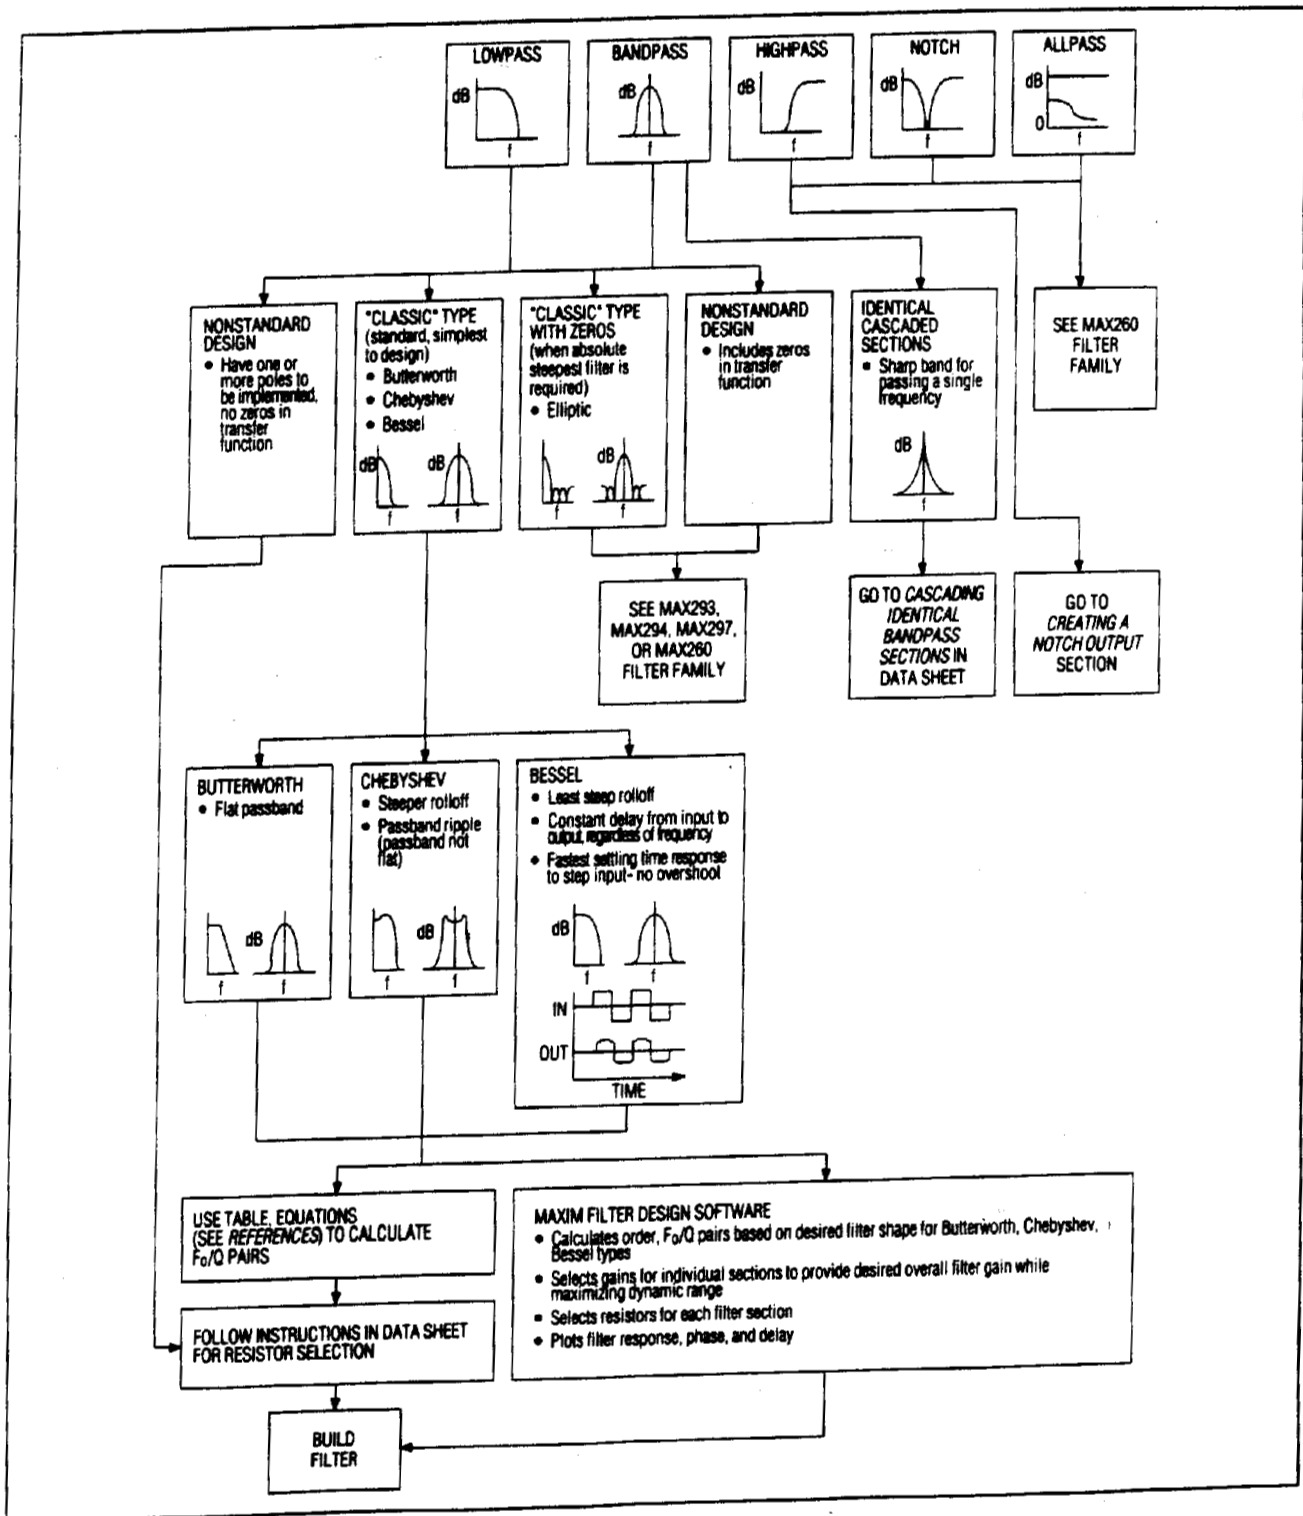 LOWPASS
dB
f
BANDPASS
dB
f
HIGHPASS
dB
f
NOTCH
dB
f
ALLPASS
dB
0
f
NONSTANDARD
DESIGN
• Have one or
more poles to
be implemented,
no zeros in
transfer
function
"CLASSIC" TYPE
(standard, simplest
to design)
• Butterworth
• Chebyshev
• Bessel
dB
f
dB
f
"CLASSIC" TYPE
WITH ZEROS
(when absolute
steepest filter is
required)
• Elliptic
f
dB
f
NONSTANDARD
DESIGN
• Includes zeros
in transfer
function
IDENTICAL
CASCADED
SECTIONS
• Sharp band for
passing a single
frequency
dB
f
SEE MAX260
FILTER
FAMILY
SEE MAX293,
MAX294, MAX297,
OR MAX260
FILTER FAMILY
GO TO CASCADING
IDENTICAL
BANDPASS
SECTIONS IN
DATA SHEET
GO TO
CREATING A
NOTCH OUTPUT
SECTION
BUTTERWORTH
• Flat passband
f
dB
f
CHEBYSHEV
• Steeper rolloff
• Passband ripple
(passband not
flat)
f
dB
f
BESSEL
• Least steep rolloff
• Constant delay from input to
output, regardless of frequency
• Fastest settling time response
to step input- no overshoot
dB
f
f
IN
OUT
TIME
USE TABLE, EQUATIONS
(SEE REFERENCES) TO CALCULATE
Fo/Q PAIRS
FOLLOW INSTRUCTIONS IN DATA SHEET
FOR RESISTOR SELECTION
MAXIM FILTER DESIGN SOFTWARE
• Calculates order, Fo/Q pairs based on desired filter shape for Butterworth, Chebyshev,
Bessel types
• Selects gains for individual sections to provide desired overall filter gain while
maximizing dynamic range
• Selects resistors for each filter section
• Plots filter response, phase, and delay
BUILD
FILTER